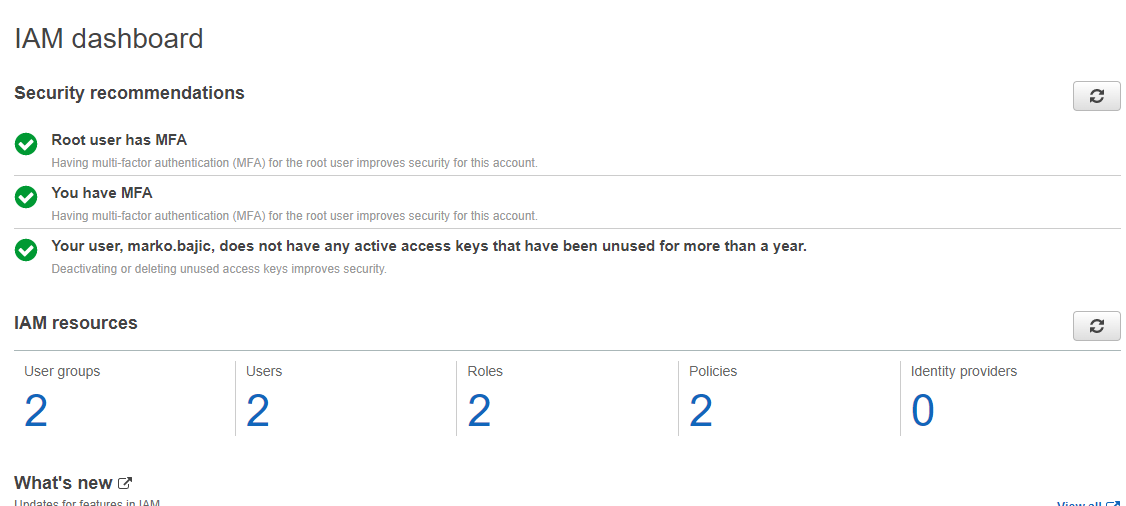 IAM dashboard
Security recommendations
Root user has MFA
Having multi-factor authentication (MFA) for the root user improves security for this account.
You have MFA
Having multi-factor authentication (MFA) for the root user improves security for this account.
Your user, marko.bajic, does not have any active access keys that have been unused for more than a year.
Deactivating or deleting unused access keys improves security.
IAM resources
User groups
2
Users
2
Roles
2
Policies
2
Identity providers
0
What's new
Updates for features in IAM
View all